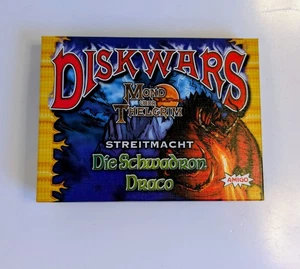 DISKWARS
MOND
ÜBER
THELGRIM
STREITMACHT
Die Schwadron
Draco
AMIGO